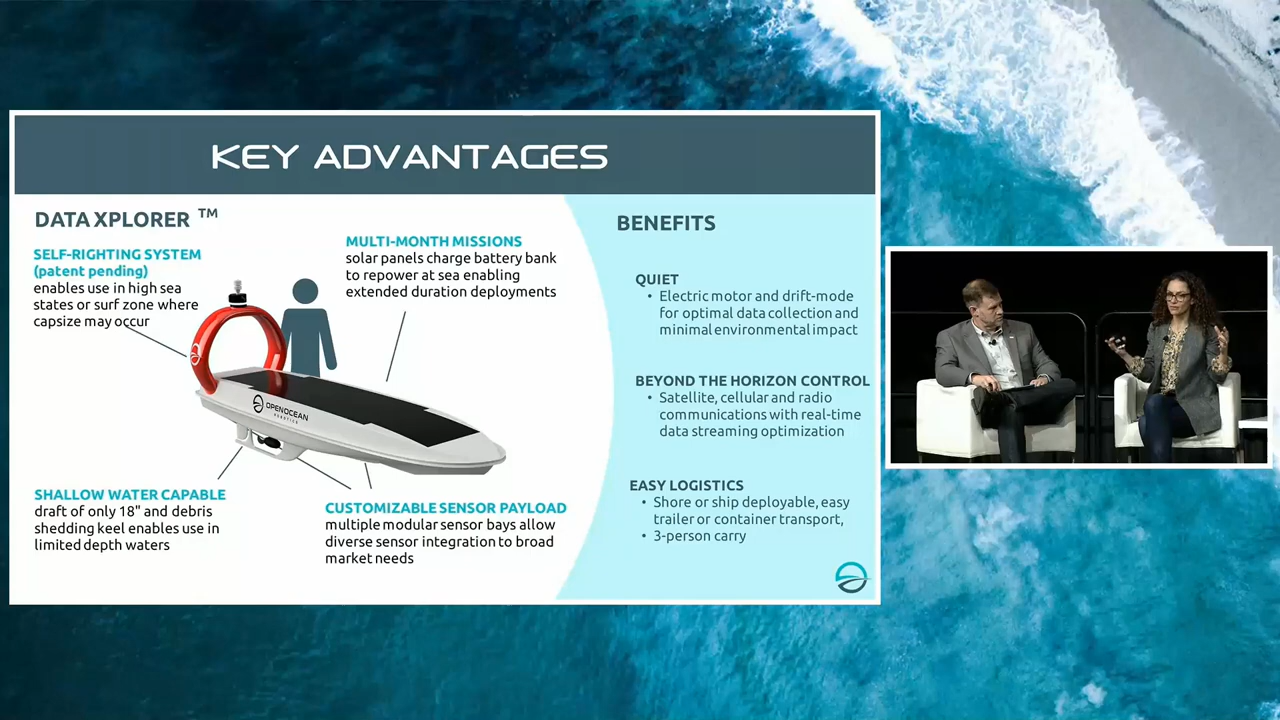 KEY ADVANTAGES
DATA XPLORER ™
SELF-RIGHTING SYSTEM
(patent pending)
enables use in high sea
states or surf zone where
capsize may occur
MULTI-MONTH MISSIONS
solar panels charge battery bank
to repower at sea enabling
extended duration deployments
OPENOCEAN
ROBOTICS
SHALLOW WATER CAPABLE
draft of only 18" and debris
shedding keel enables use in
limited depth waters
CUSTOMIZABLE SENSOR PAYLOAD
multiple modular sensor bays allow
diverse sensor integration to broad
market needs
BENEFITS
QUIET
• Electric motor and drift-mode
for optimal data collection and
minimal environmental impact
BEYOND THE HORIZON CONTROL
• Satellite, cellular and radio
communications with real-time
data streaming optimization
EASY LOGISTICS
• Shore or ship deployable, easy
trailer or container transport,
• 3-person carry